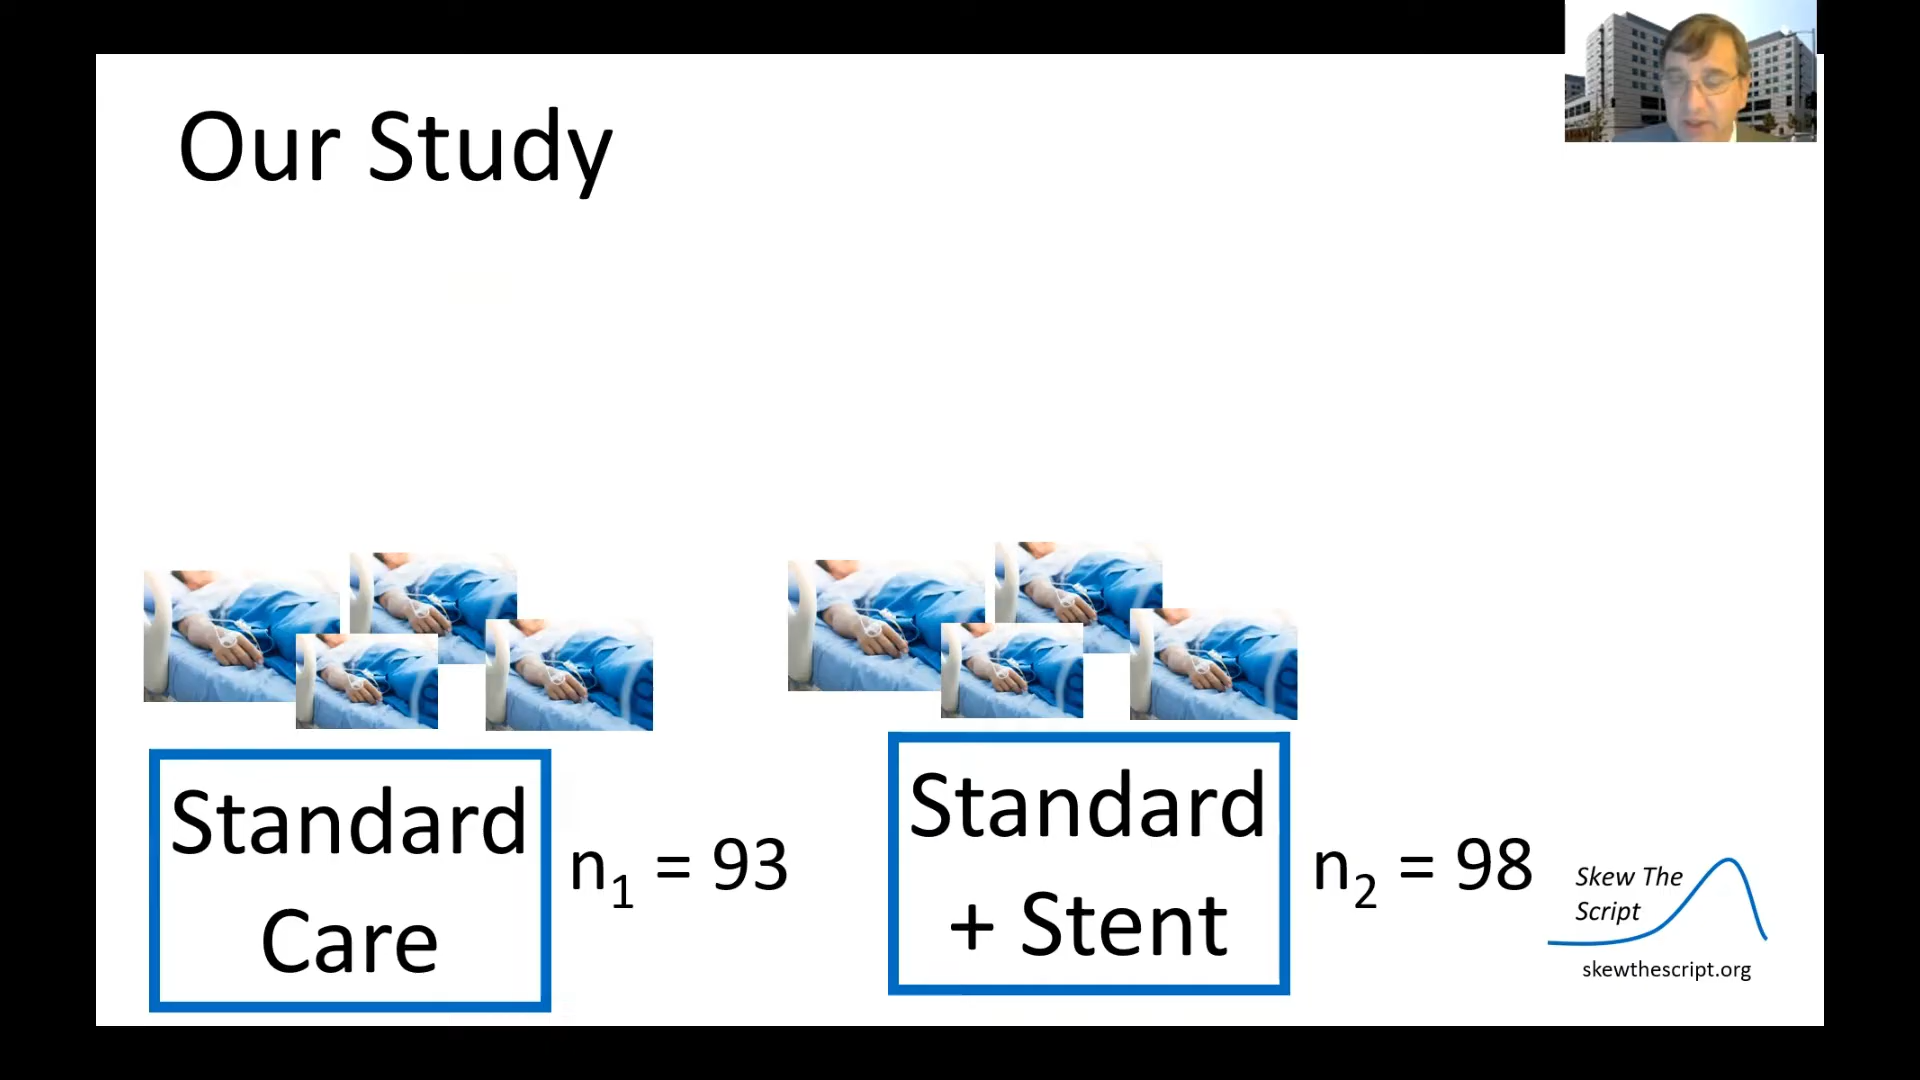 Our Study
Standard
Care
n₁ = 93
Standard
+ Stent
n₂ = 98
Skew The
Script
skewthescript.org